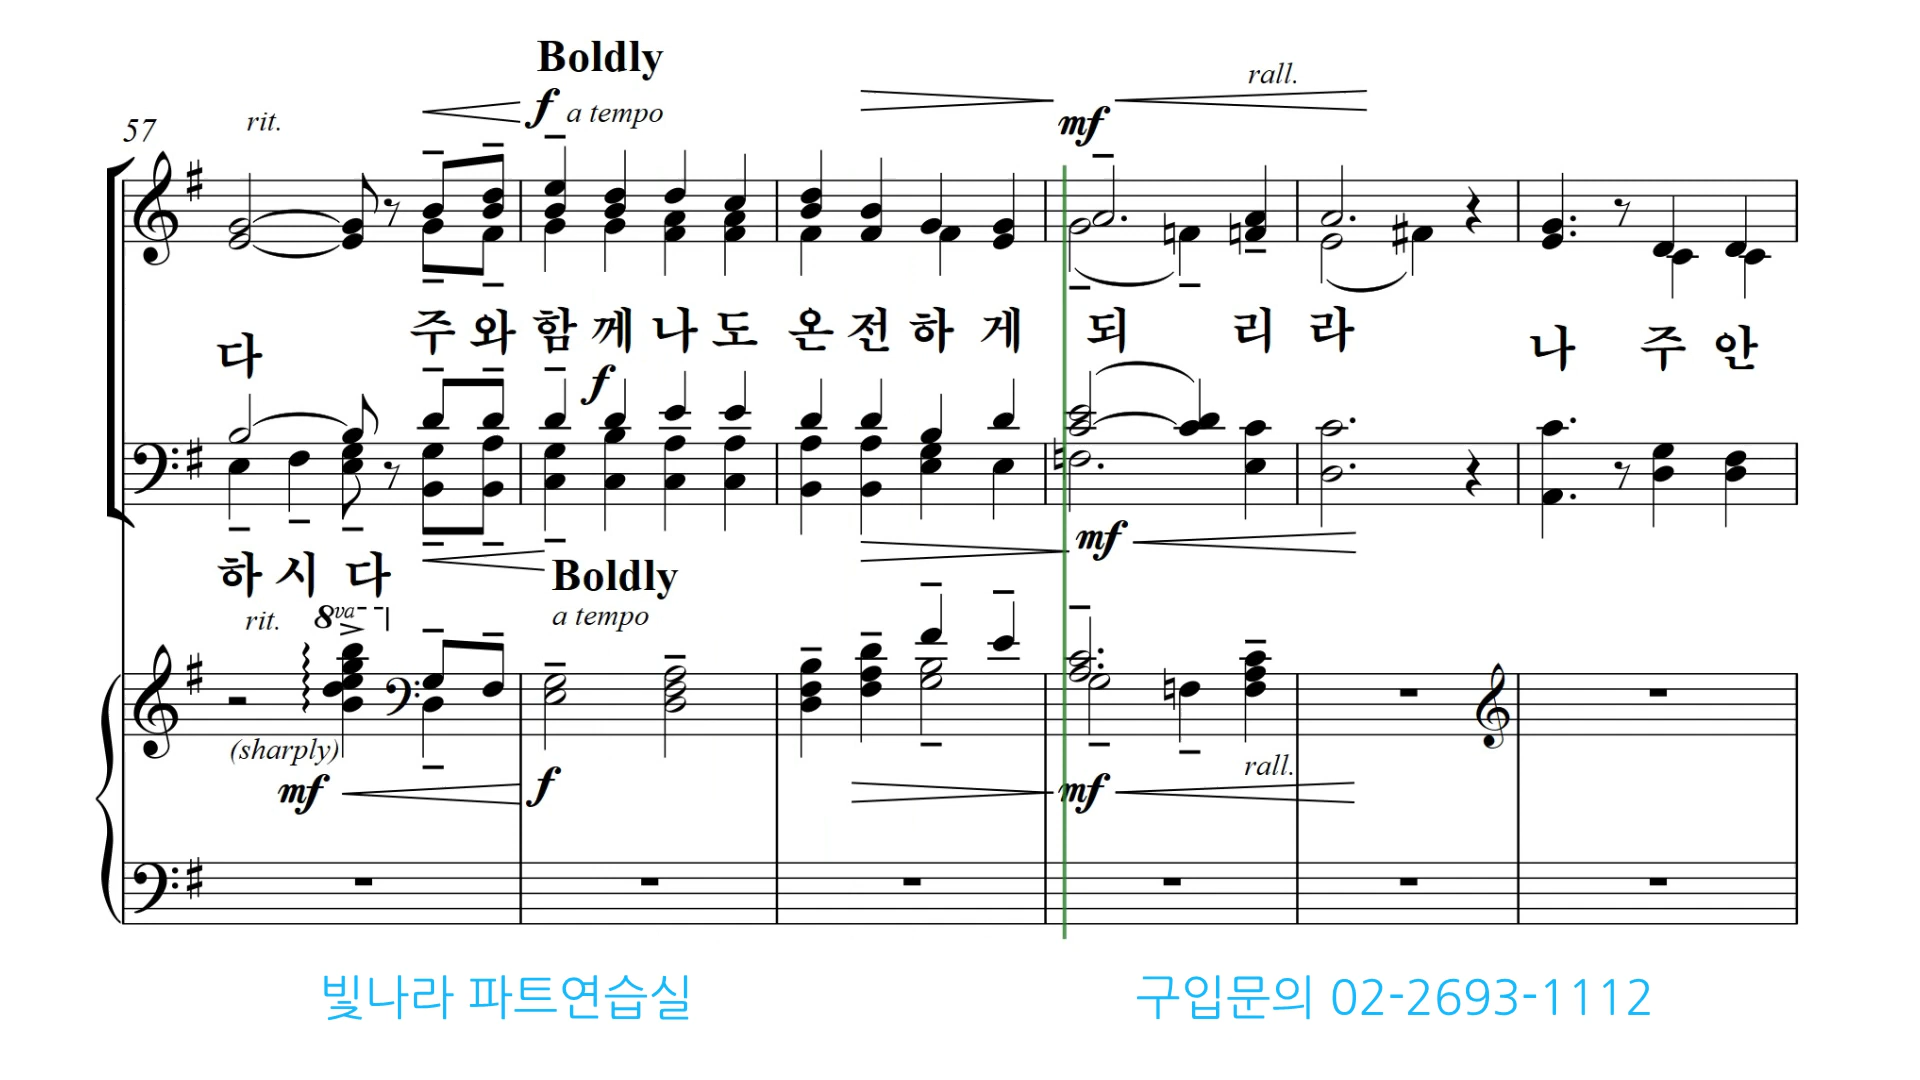 Boldly
rall.
57 rit. f a tempo mf
다 주 와 함 께 나 도 온 전 하 게 되 리 라 나 주 안
f
mf
하 시 다 Boldly
rit. 8va a tempo
(sharply) rall.
mf f mf
빛나라 파트연습실 구입문의 02-2693-1112